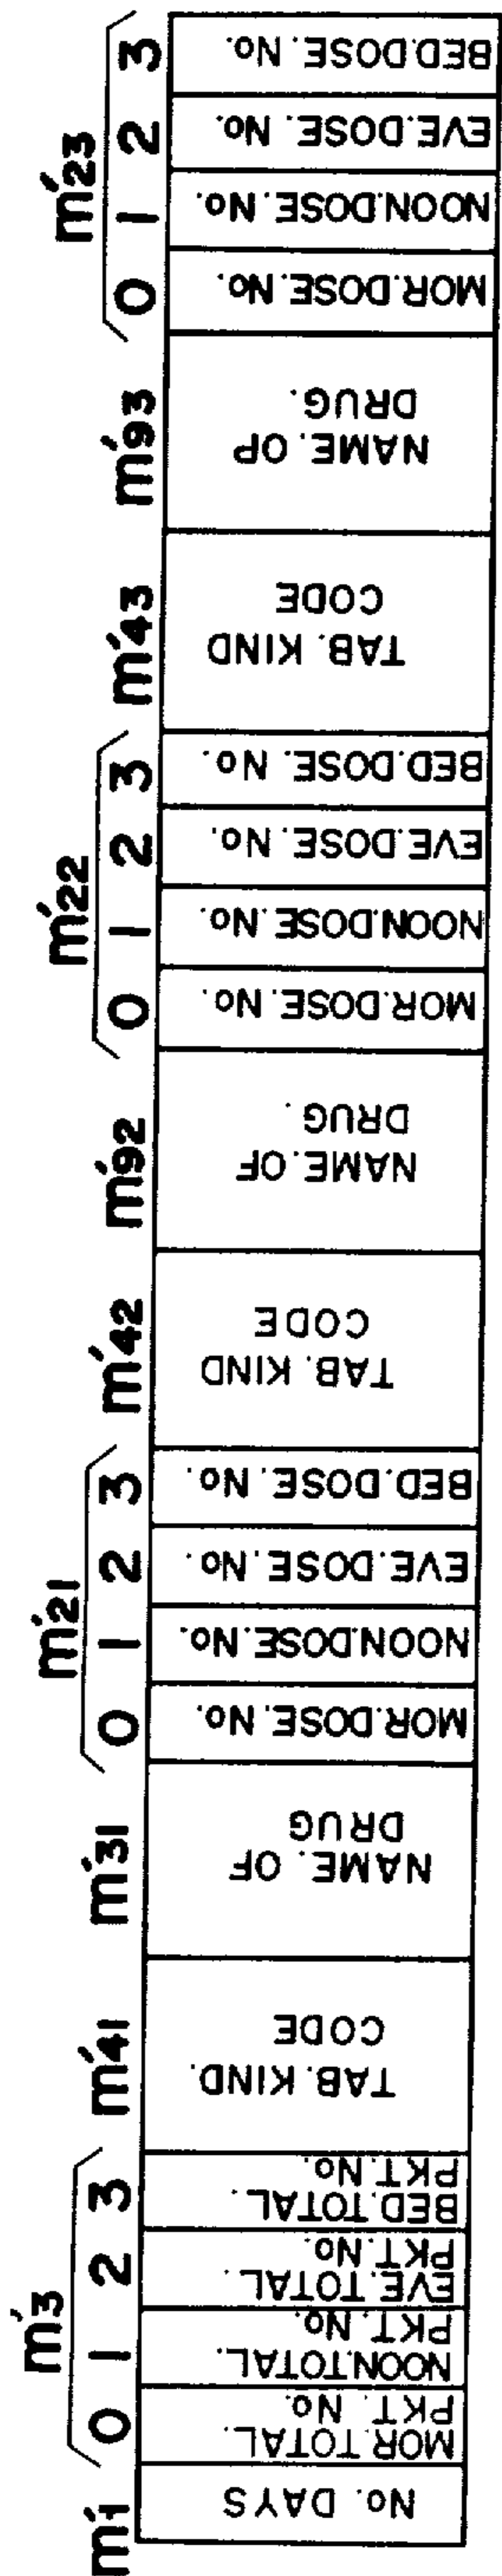 m'1
No. DAYS
m'3
0 1 2 3
MOR.TOTAL.
PKT. No.
NOON.TOTAL.
PKT. No.
EVE.TOTAL.
PKT. No.
BED.TOTAL.
PKT. No.
m'41
TAB. KIND.
CODE
m'31
NAME. OF
DRUG
m'21
0 1 2 3
MOR.DOSE. No.
NOON.DOSE. No.
EVE.DOSE. No.
BED.DOSE. No.
m'42
TAB. KIND
CODE
m'92
NAME. OF
DRUG.
m'22
0 1 2 3
MOR.DOSE. No.
NOON.DOSE. No.
EVE.DOSE. No.
BED.DOSE. No.
m'43
TAB. KIND
CODE
m'93
NAME. OP
DRUG.
m'23
0 1 2 3
MOR.DOSE. No.
NOON.DOSE. No.
EVE.DOSE. No.
BED.DOSE. No.